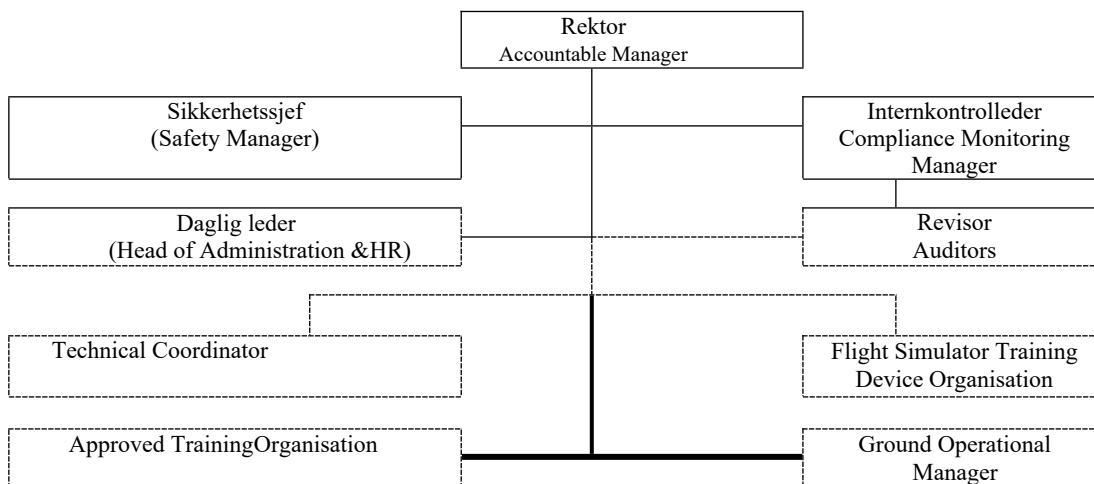 Rektor
Accountable Manager
Sikkerhetssjef
(Safety Manager)
Internkontrolleder
Compliance Monitoring
Manager
Daglig leder
(Head of Administration &HR)
Revisor
Auditors
Technical Coordinator
Flight Simulator Training
Device Organisation
Approved TrainingOrganisation
Ground Operational
Manager